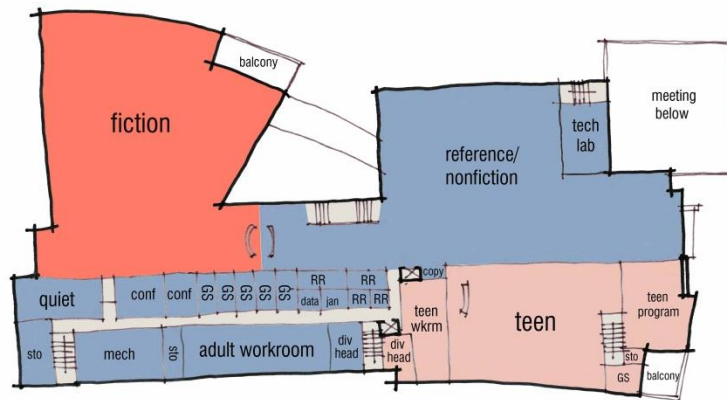 balcony
fiction
meeting
below
tech
lab
reference/
nonfiction
copy
quiet
conf
conf
GS
GS
GS
GS
GS
RR
RR
data
jan
RR
RR
teen
wkrm
teen
teen
program
sto
mech
sto
adult workroom
div
head
div
head
sto
GS
balcony